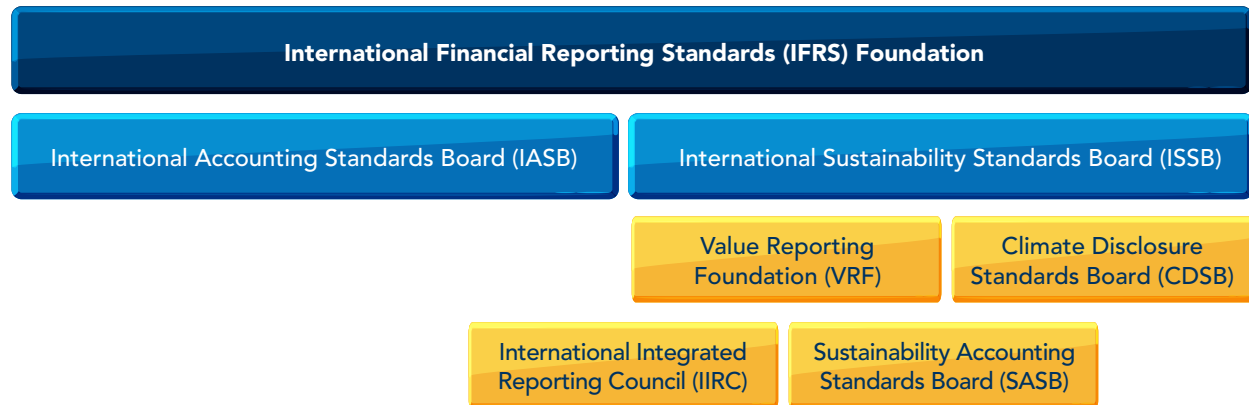 International Financial Reporting Standards (IFRS) Foundation
International Accounting Standards Board (IASB)
International Sustainability Standards Board (ISSB)
Value Reporting
Foundation (VRF)
Climate Disclosure
Standards Board (CDSB)
International Integrated
Reporting Council (IIRC)
Sustainability Accounting
Standards Board (SASB)